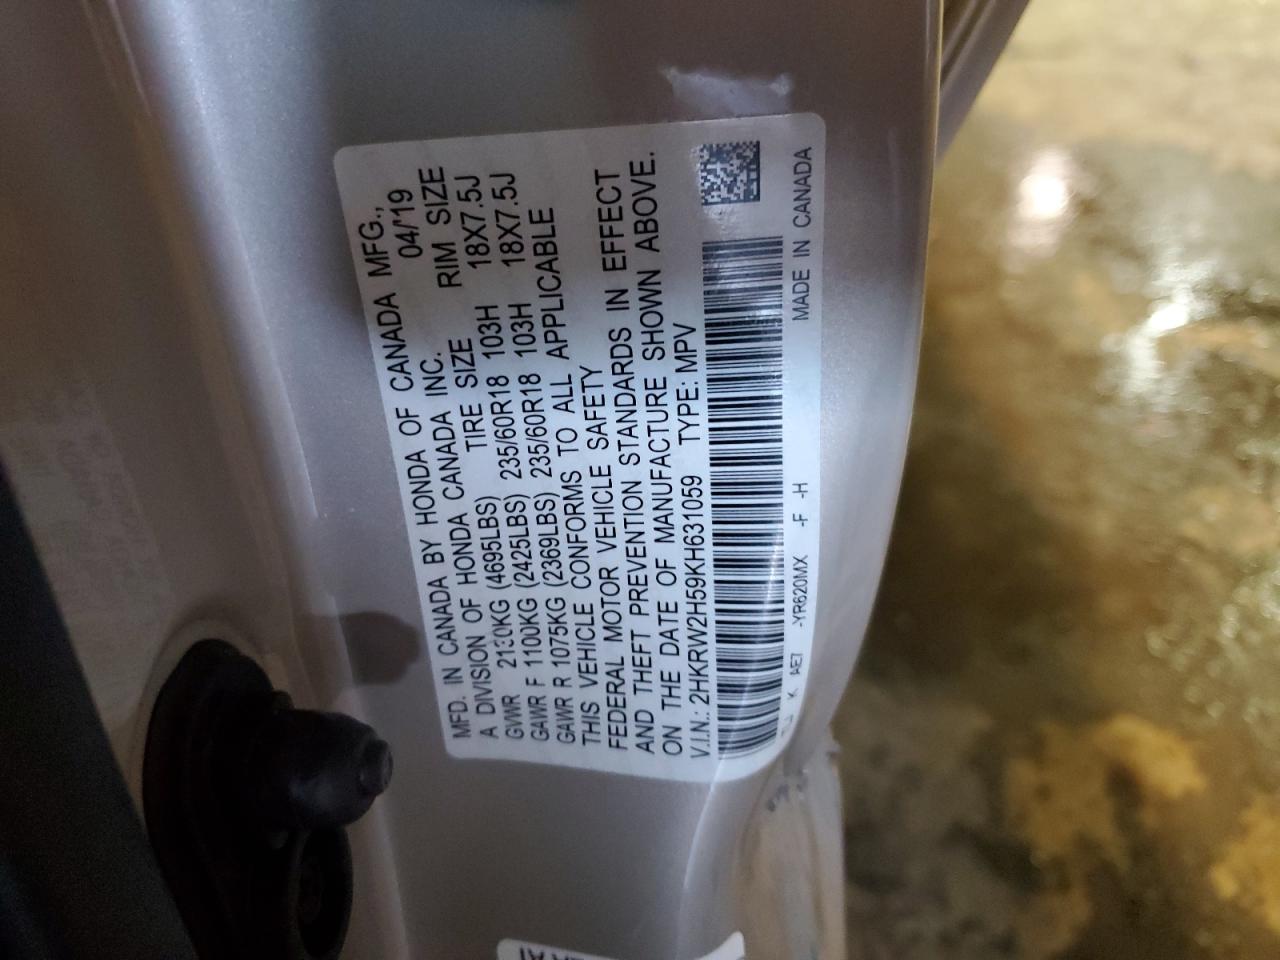 MFD. IN CANADA BY HONDA OF CANADA MFG.,
A DIVISION OF HONDA CANADA INC. 04/'19
TIRE SIZE RIM SIZE
GVWR 2130KG (4695LBS)
GAWR F 1100KG (2425LBS) 235/60R18 103H 18X7.5J
GAWR R 1075KG (2369LBS) 235/60R18 103H 18X7.5J
THIS VEHICLE CONFORMS TO ALL APPLICABLE
FEDERAL MOTOR VEHICLE SAFETY
AND THEFT PREVENTION STANDARDS IN EFFECT
ON THE DATE OF MANUFACTURE SHOWN ABOVE.
V.I.N.: 2HKRW2H59KH631059 TYPE: MPV
K AE7 -YR620MX -F -H MADE IN CANADA